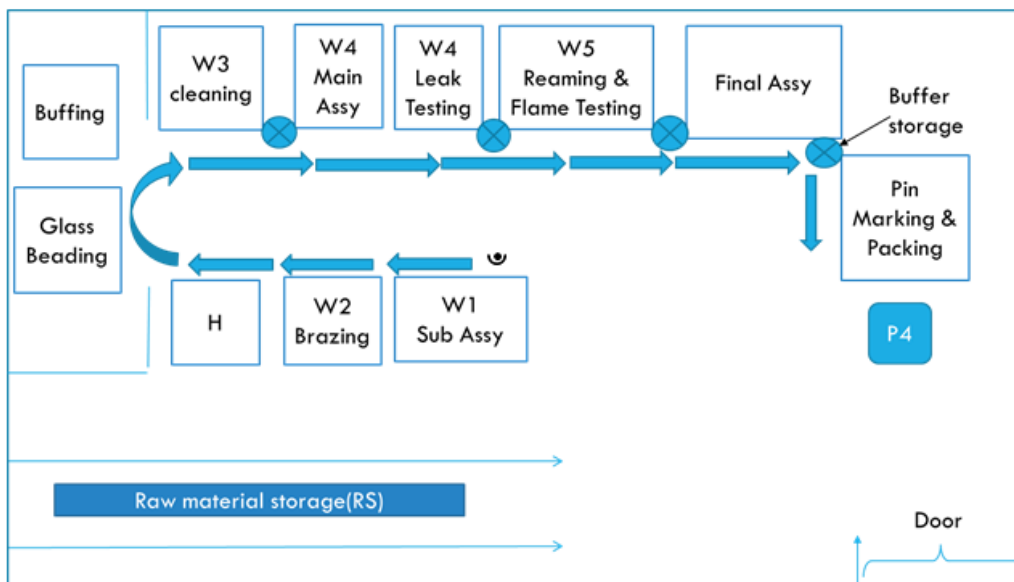 W3
cleaning
W4
Main
Assy
W4
Leak
Testing
W5
Reaming &
Flame Testing
Final Assy
Buffing
Buffer
storage
Glass
Beading
Pin
Marking &
Packing
H
W2
Brazing
W1
Sub Assy
P4
Raw material storage(RS)
Door